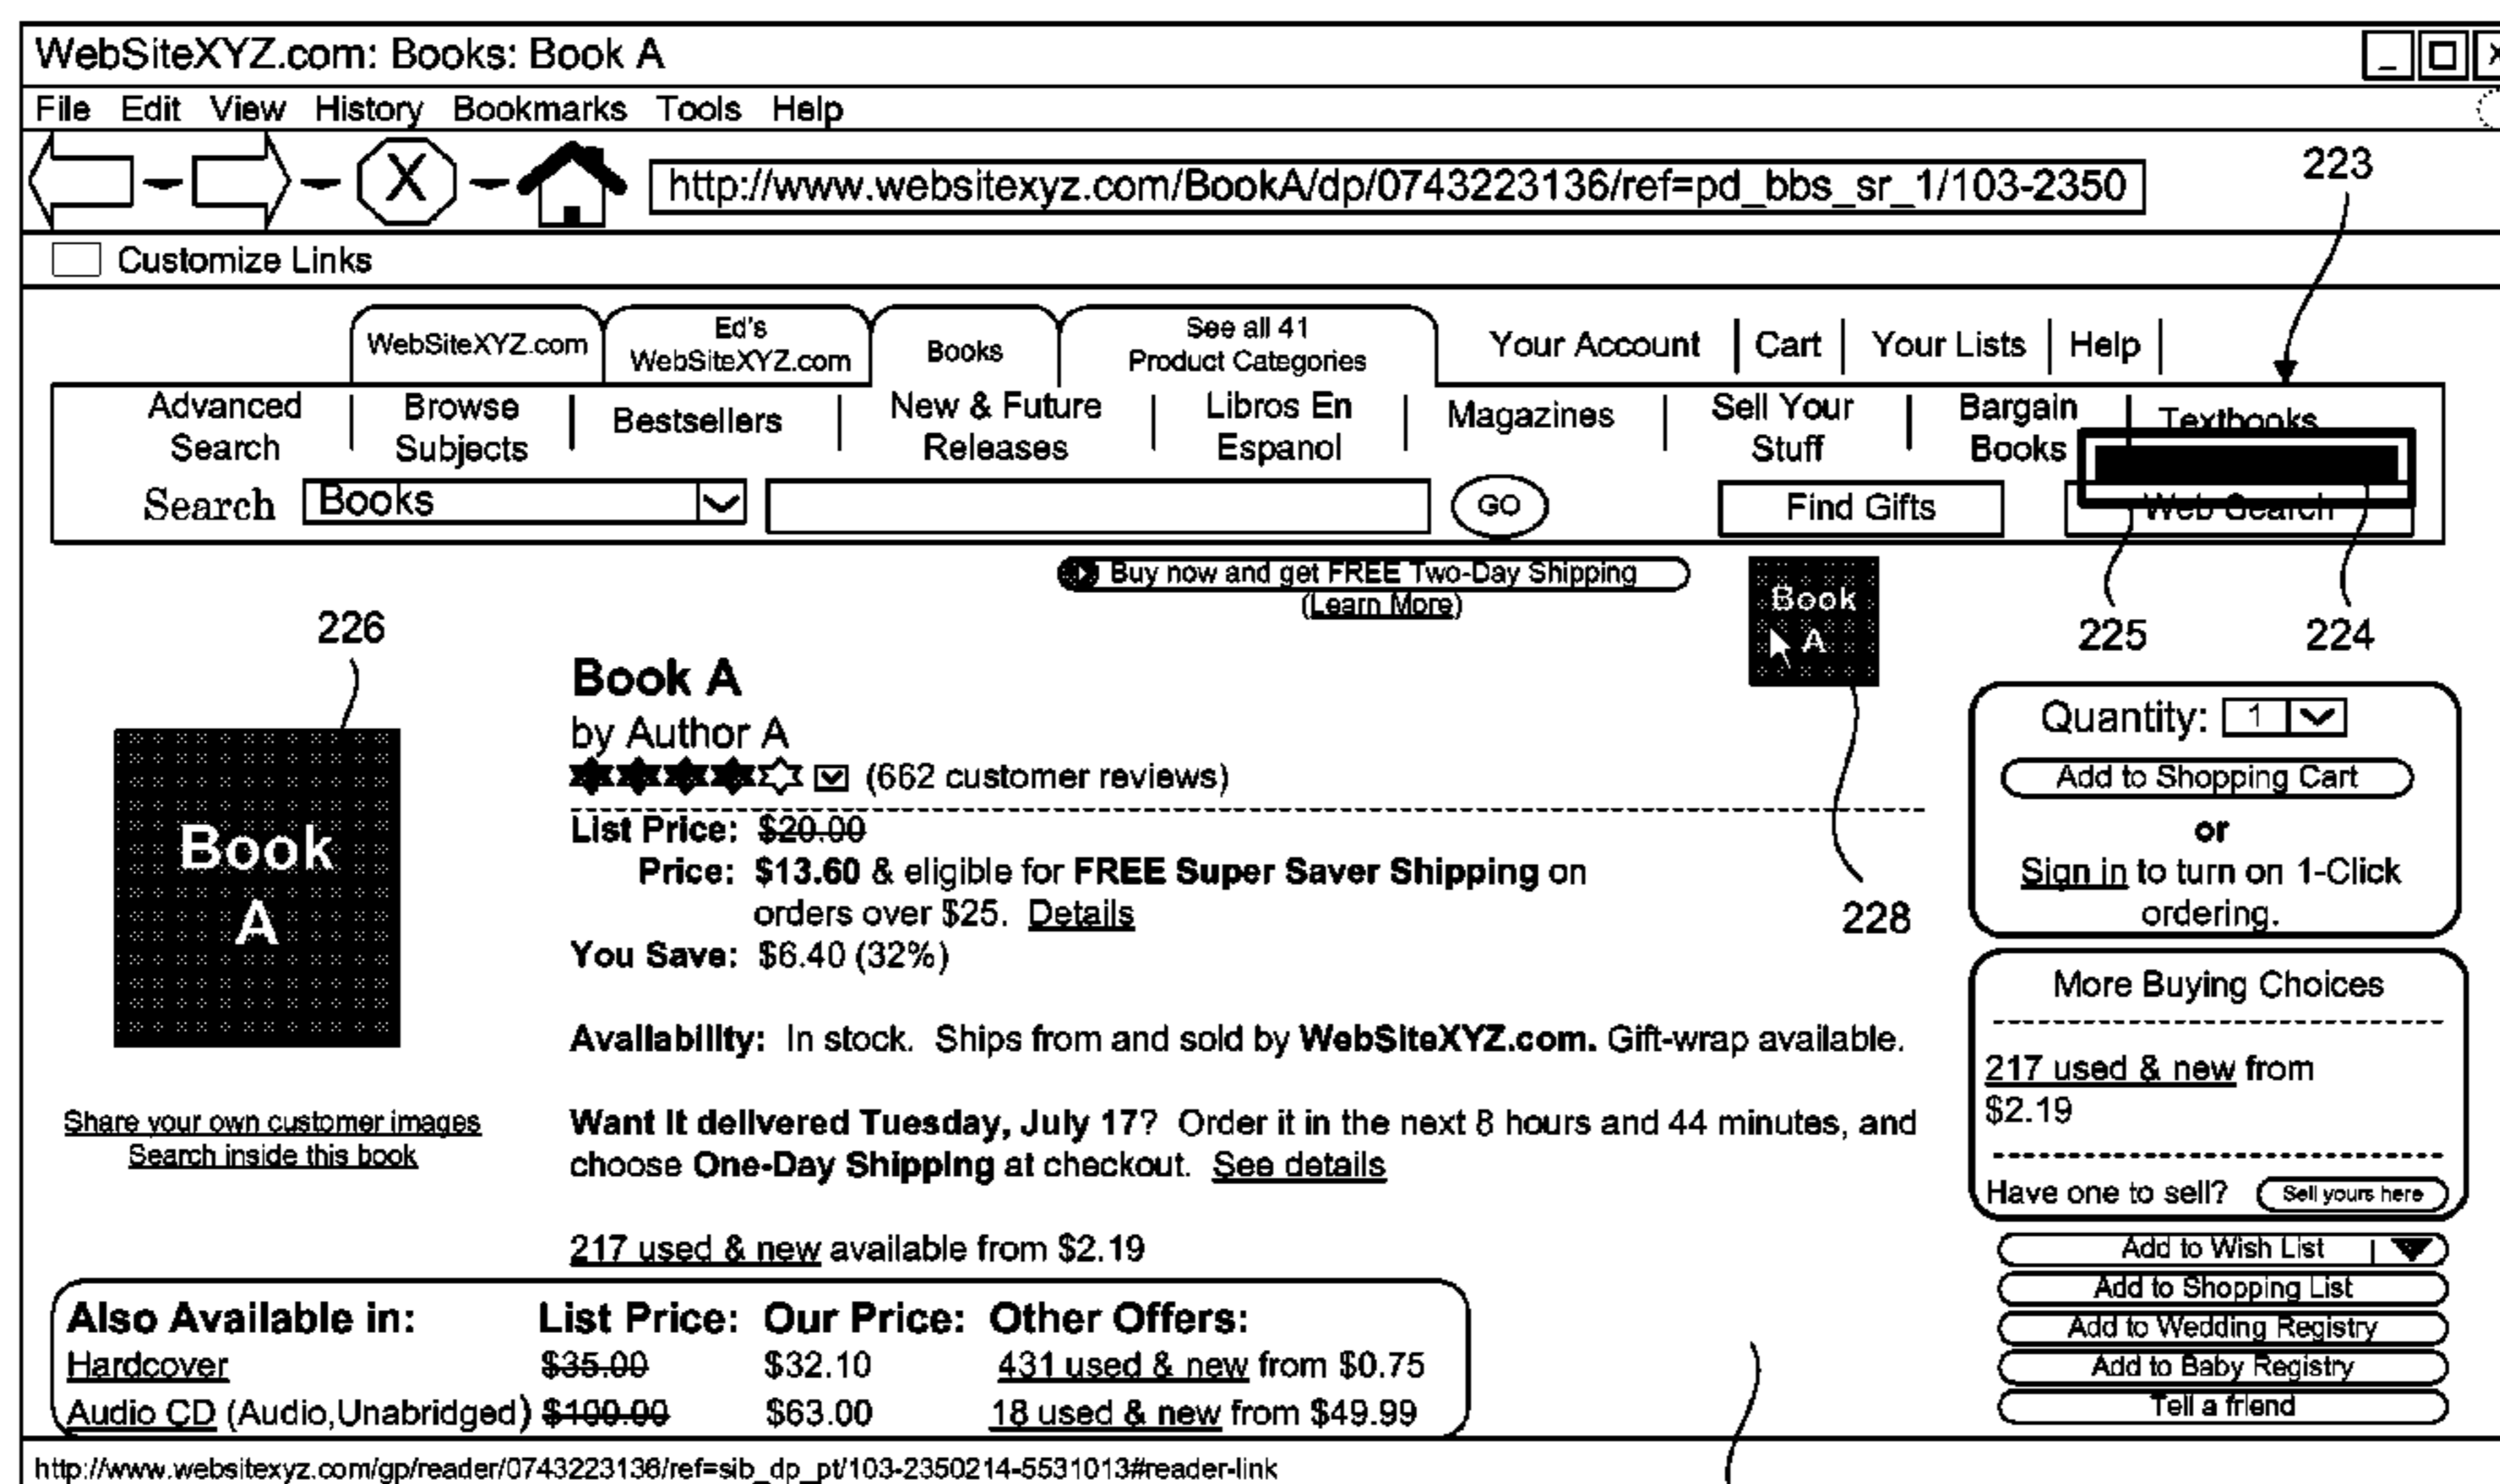 WebSiteXYZ.com: Books: Book A
File Edit View History Bookmarks Tools Help
X
http://www.websitexyz.com/BookA/dp/0743223136/ref=pd_bbs_sr_1/103-2350
223
Customize Links
WebSiteXYZ.com
Ed's
WebSiteXYZ.com
Books
See all 41
Product Categories
Your Account | Cart | Your Lists | Help |
Advanced
Search
Browse
Subjects
Bestsellers
New & Future
Releases
Libros En
Espanol
Magazines
Sell Your
Stuff
Bargain
Books
Textbooks
Search Books GO Find Gifts Web Search
Buy now and get FREE Two-Day Shipping
(Learn More)
Book
A
225
224
226
228
Book
A
Share your own customer images
Search inside this book
Book A
by Author A
(662 customer reviews)
List Price: $20.00
Price: $13.60 & eligible for FREE Super Saver Shipping on
orders over $25. Details
You Save: $6.40 (32%)
Availability: In stock. Ships from and sold by WebSiteXYZ.com. Gift-wrap available.
Want it delivered Tuesday, July 17? Order it in the next 8 hours and 44 minutes, and
choose One-Day Shipping at checkout. See details
217 used & new available from $2.19
Quantity: 1
Add to Shopping Cart
or
Sign in to turn on 1-Click
ordering.
More Buying Choices
217 used & new from
$2.19
Have one to sell? Sell yours here
Add to Wish List
Add to Shopping List
Add to Wedding Registry
Add to Baby Registry
Tell a friend
Also Available in: List Price: Our Price: Other Offers:
Hardcover $35.00 $32.10 431 used & new from $0.75
Audio CD (Audio,Unabridged) $100.00 $63.00 18 used & new from $49.99
http://www.websitexyz.com/gp/reader/0743223136/ref=sib_dp_pt/103-2350214-5531013#reader-link